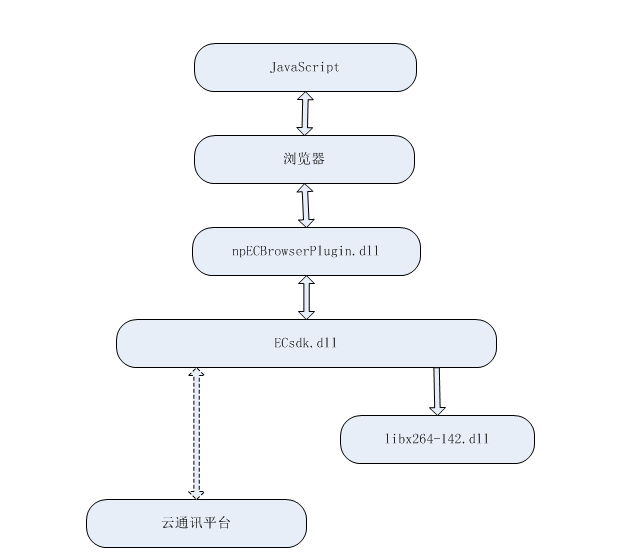 JavaScript
浏览器
npECBrowserPlugin.dll
ECsdk.dll
libx264-142.dll
云通讯平台